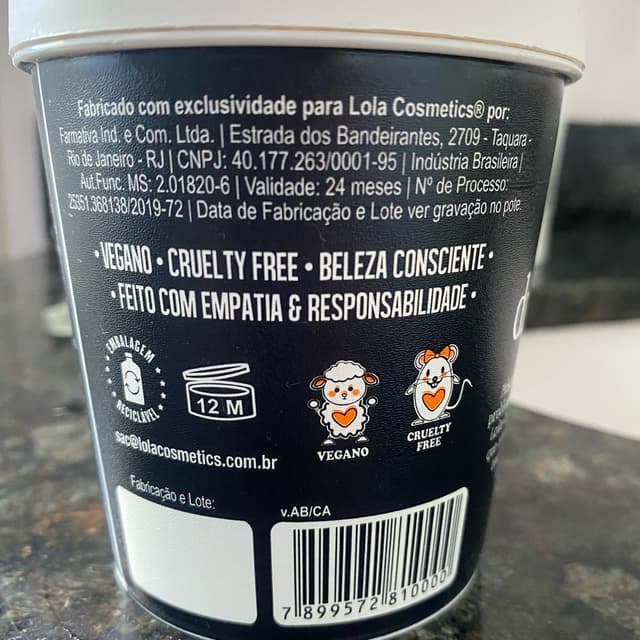 Fabricado com exclusividade para Lola Cosmetics® por:
Farmativa Ind. e Com. Ltda. | Estrada dos Bandeirantes, 2709 - Taquara -
Rio de Janeiro - RJ | CNPJ: 40.177.263/0001-95 | Indústria Brasileira |
Aut.Func. MS: 2.01820-6 | Validade: 24 meses | Nº de Processo:
25351.368138/2019-72 | Data de Fabricação e Lote ver gravação no pote.
• VEGANO • CRUELTY FREE • BELEZA CONSCIENTE •
• FEITO COM EMPATIA & RESPONSABILIDADE •
EMBALAGEM
RECICLÁVEL
12 M
VEGANO
CRUELTY
FREE
sac@lolacosmetics.com.br
Fabricação e Lote:
v.AB/CA
7 899572 810000